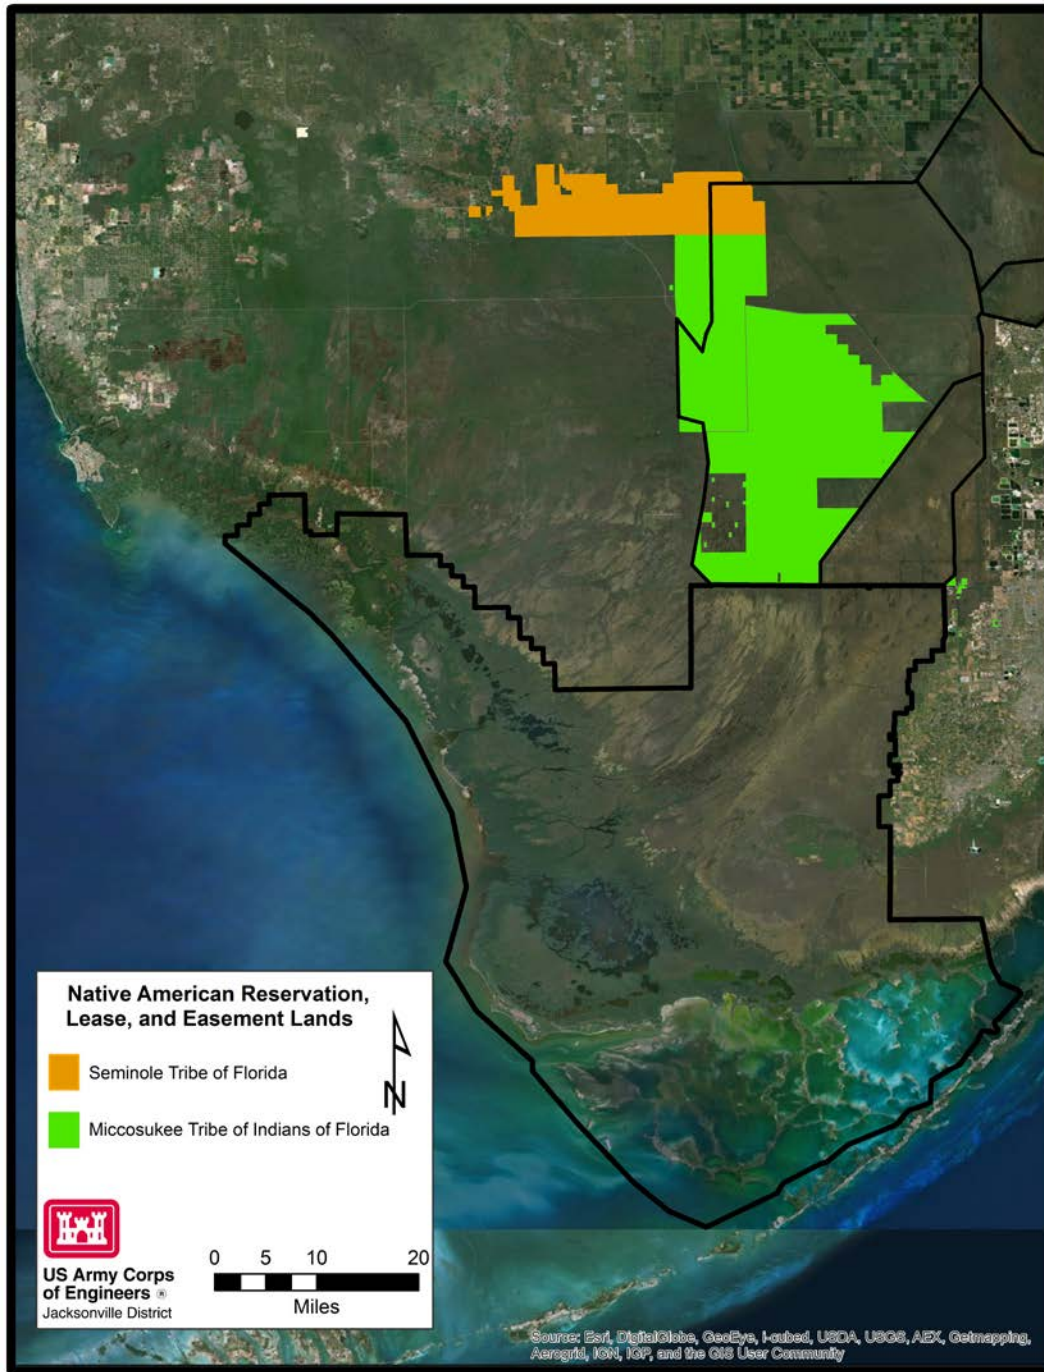 Native American Reservation,
Lease, and Easement Lands
Seminole Tribe of Florida
Miccosukee Tribe of Indians of Florida
N
US Army Corps
of Engineers ®
Jacksonville District
0 5 10 20
Miles
Source: Esri, DigitalGlobe, GeoEye, i-cubed, USDA, USGS, AEX, Getmapping,
Aerogrid, IGN, IGP, and the GIS User Community